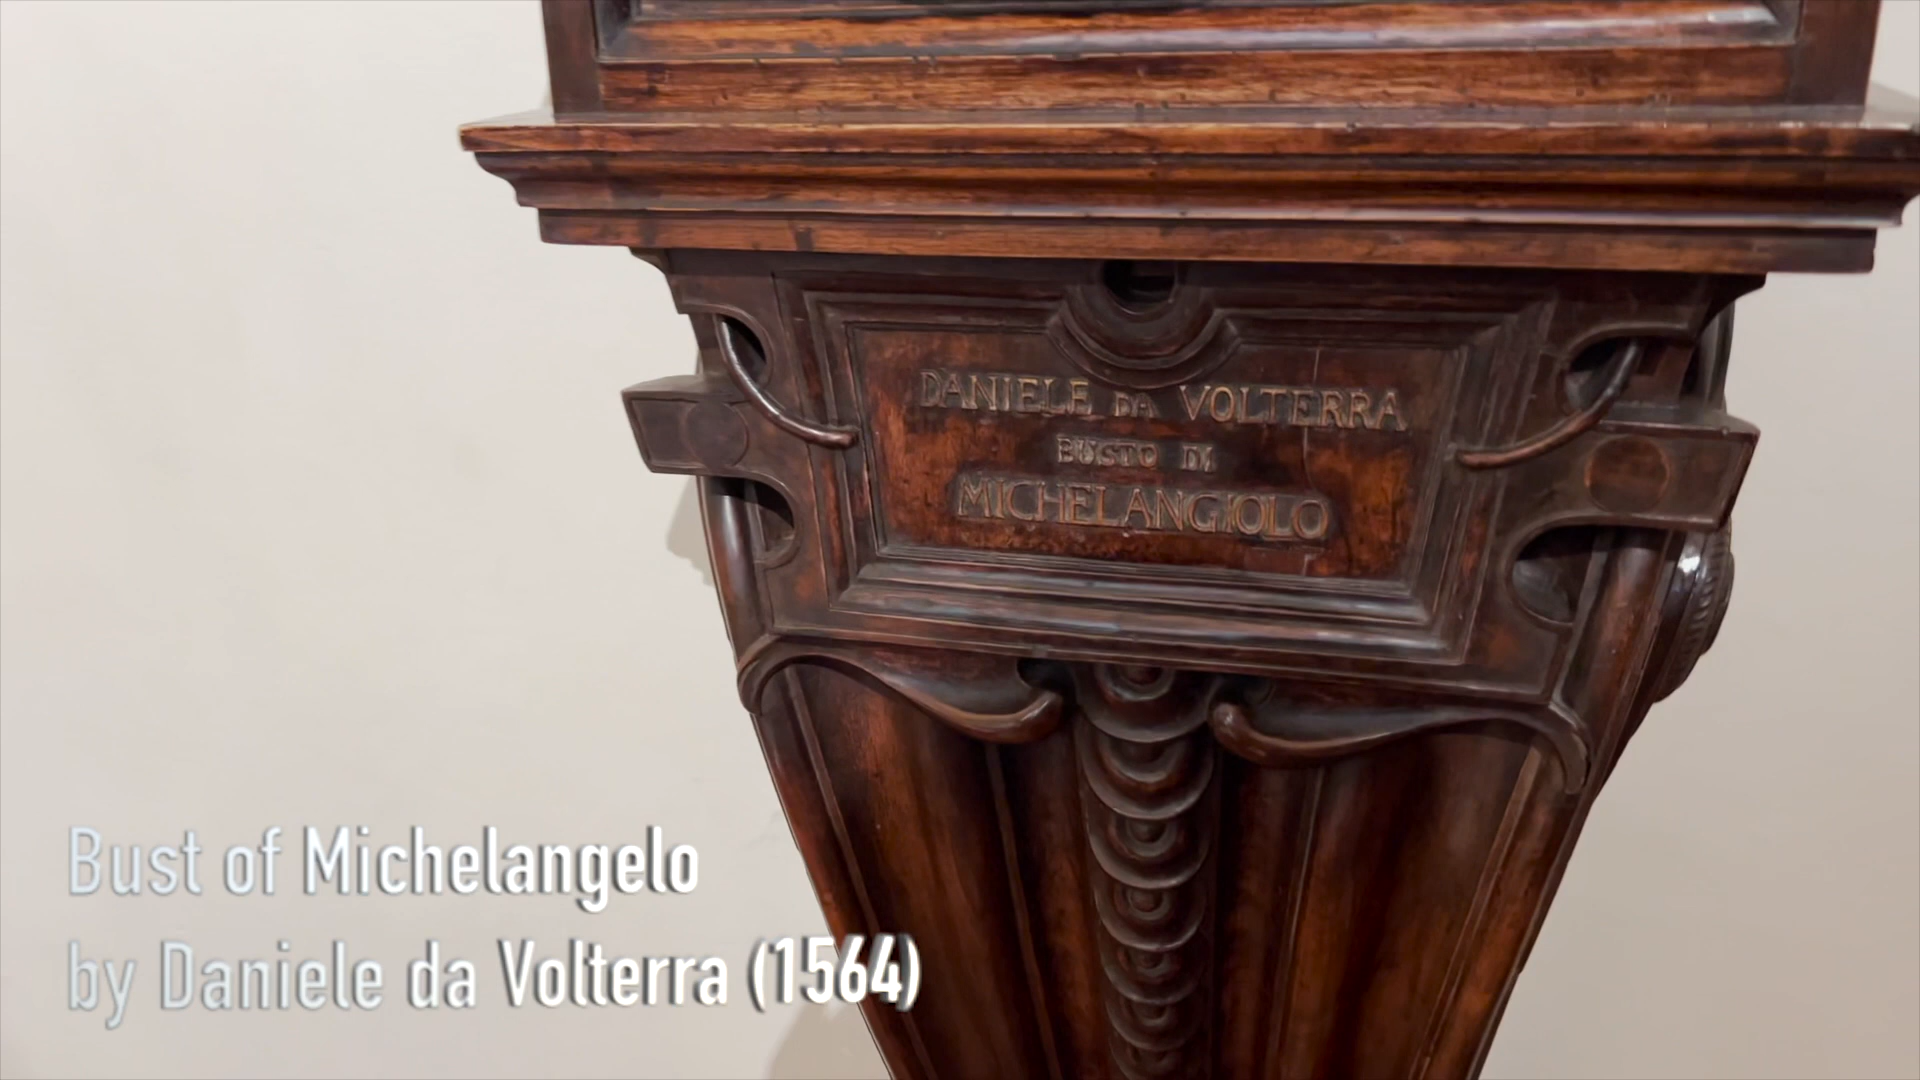 DANIELE DA VOLTERRA
BUSTO DI
MICHELANGIOLO
Bust of Michelangelo
by Daniele da Volterra (1564)